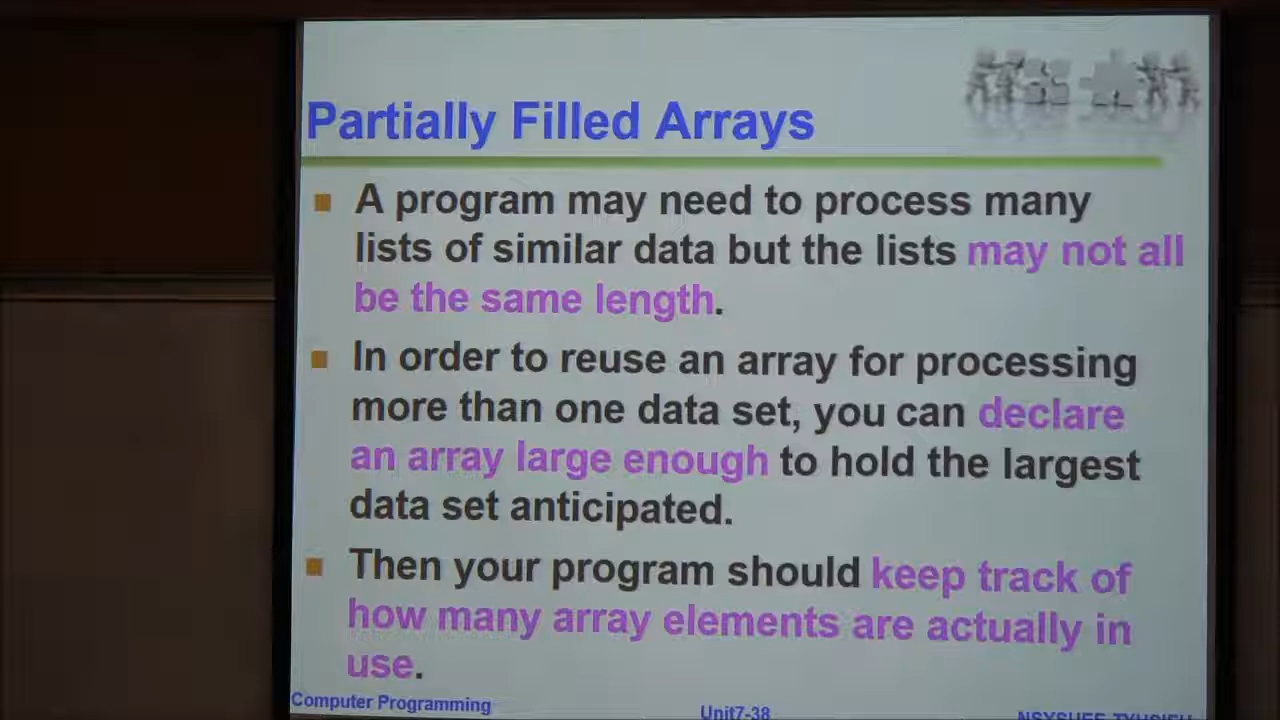 Partially Filled Arrays
A program may need to process many
lists of similar data but the lists may not all
be the same length.
In order to reuse an array for processing
more than one data set, you can declare
an array large enough to hold the largest
data set anticipated.
Then your program should keep track of
how many array elements are actually in
use.
Computer Programming
Unit7-38